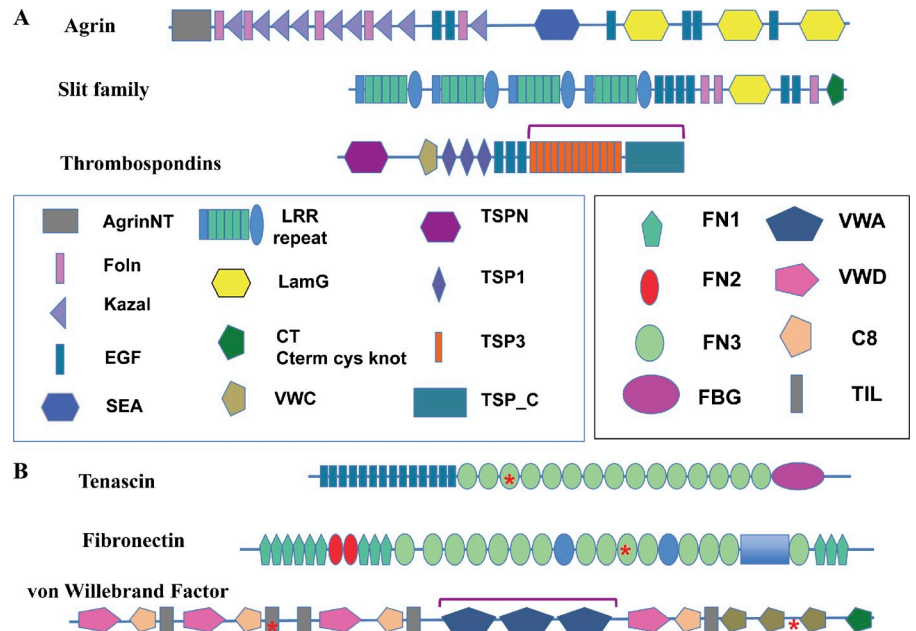 A
Agrin
Slit family
Thrombospondins
AgrinNT
Foln
Kazal
EGF
SEA
LRR
repeat
LamG
CT
Cterm cys knot
VWC
TSPN
TSP1
TSP3
TSP_C
FN1
FN2
FN3
FBG
VWA
VWD
C8
TIL
B
Tenascin
*
Fibronectin
*
von Willebrand Factor
*
*